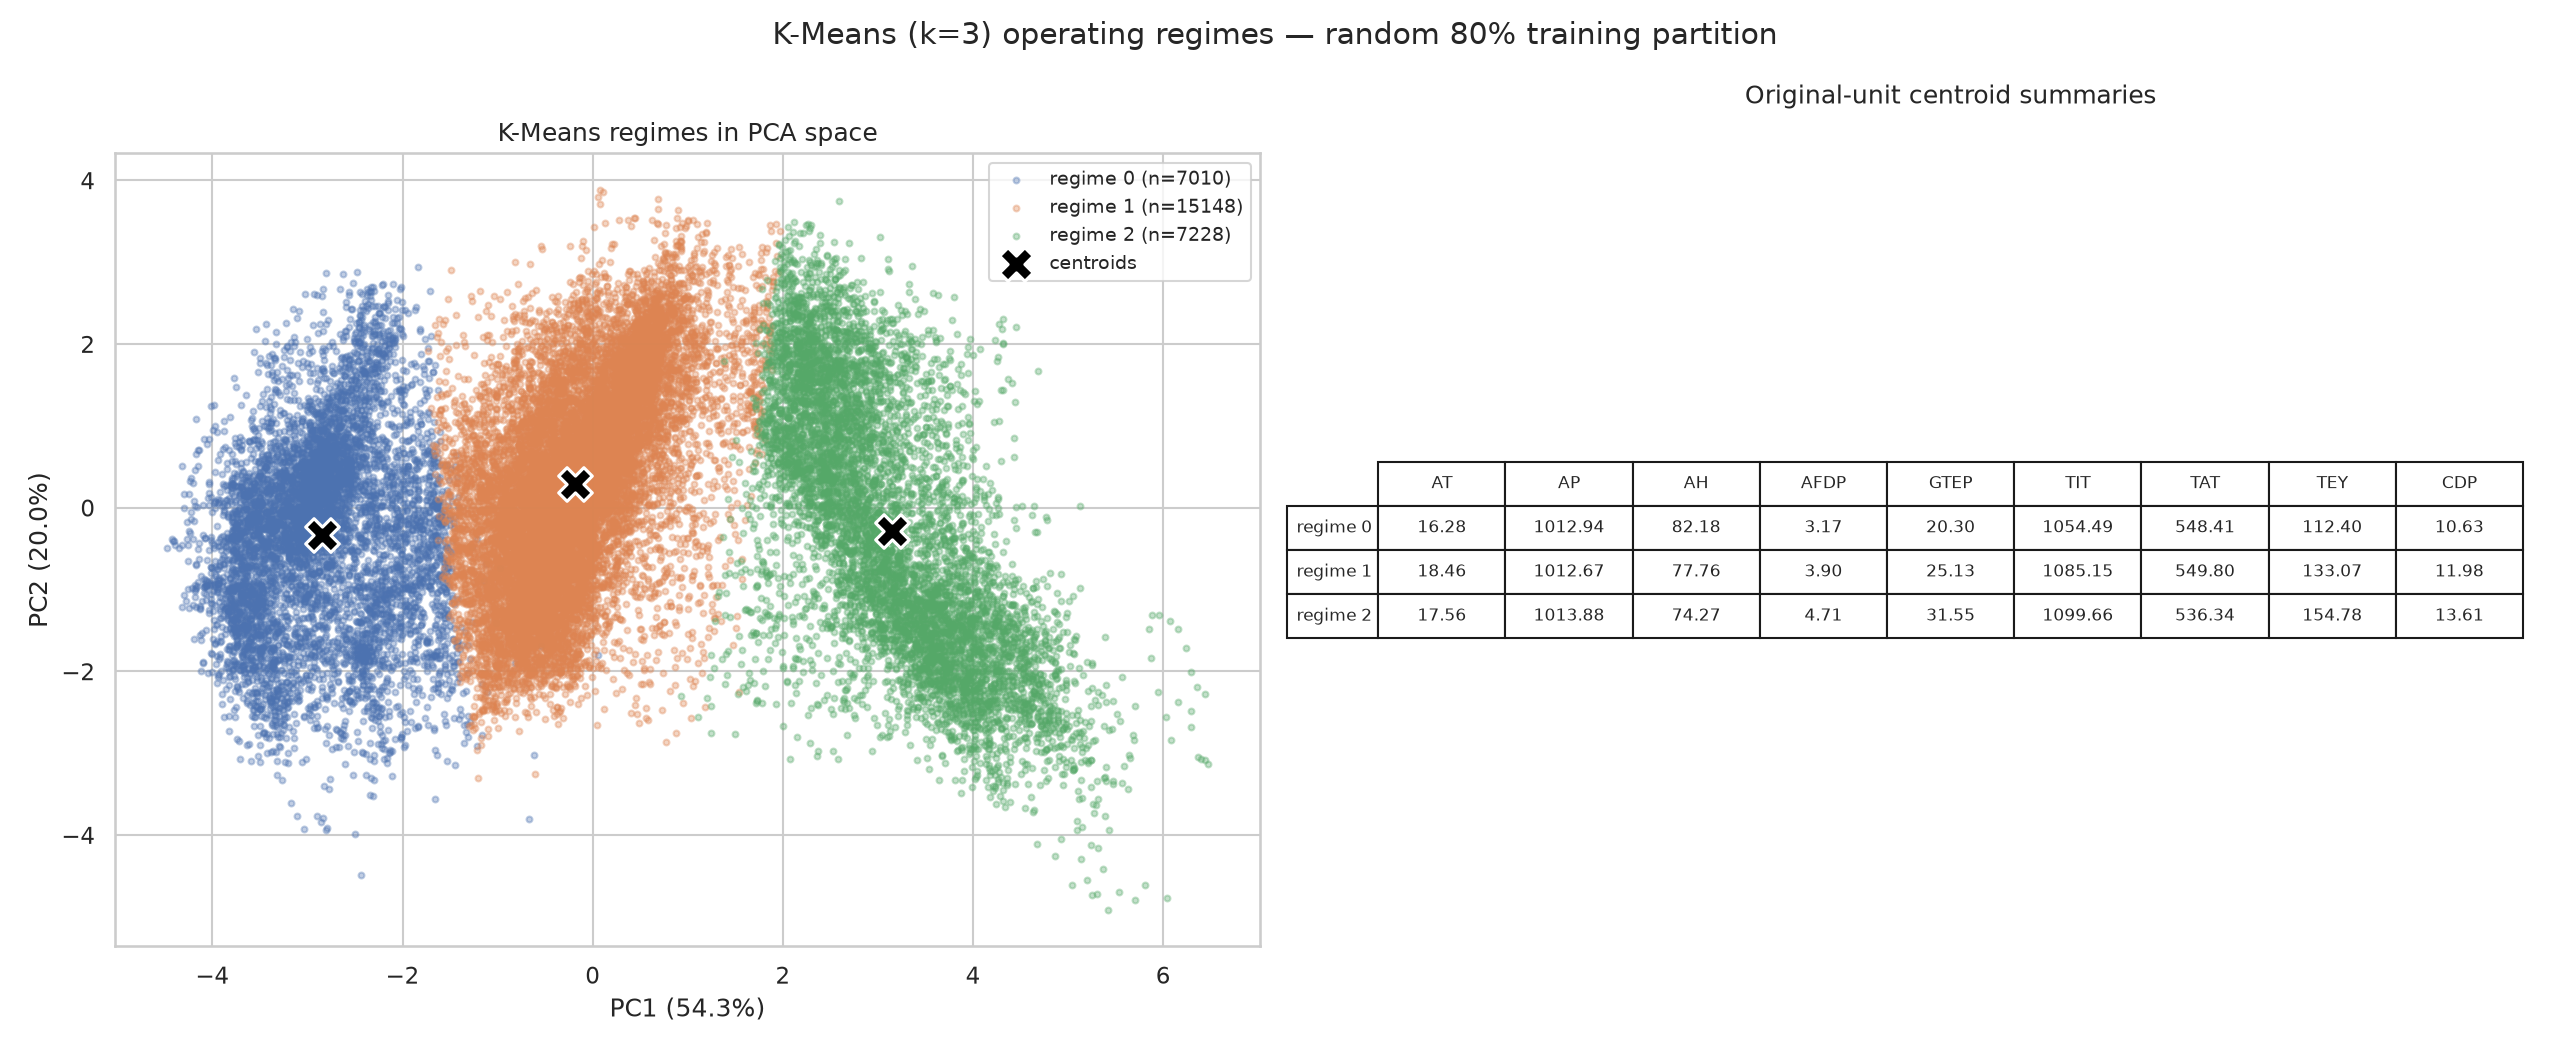 K-Means (k=3) operating regimes — random 80% training partition
K-Means regimes in PCA space
regime 0 (n=7010)
regime 1 (n=15148)
regime 2 (n=7228)
centroids
4
2
0
−2
−4
PC2 (20.0%)
−4 −2 0 2 4 6
PC1 (54.3%)
Original-unit centroid summaries
AT AP AH AFDP GTEP TIT TAT TEY CDP
regime 0 16.28 1012.94 82.18 3.17 20.30 1054.49 548.41 112.40 10.63
regime 1 18.46 1012.67 77.76 3.90 25.13 1085.15 549.80 133.07 11.98
regime 2 17.56 1013.88 74.27 4.71 31.55 1099.66 536.34 154.78 13.61